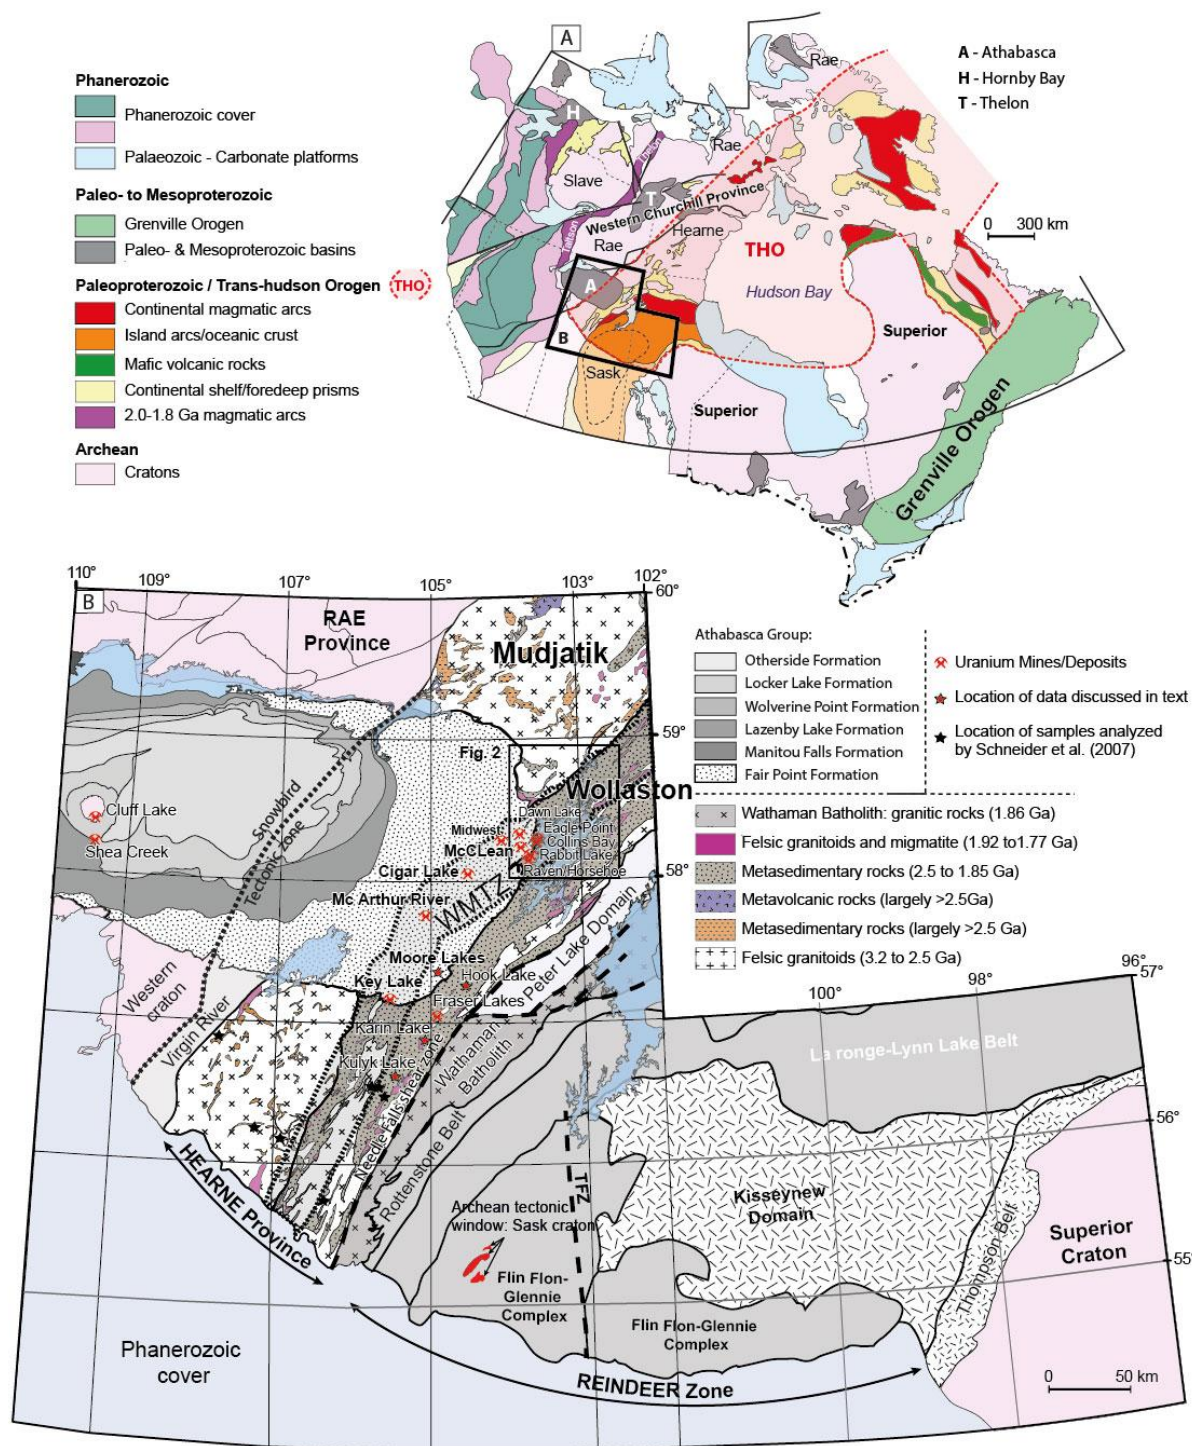 Phanerozoic
Phanerozoic cover
Palaeozoic - Carbonate platforms
Paleo- to Mesoproterozoic
Grenville Orogen
Paleo- & Mesoproterozoic basins
Paleoproterozoic / Trans-hudson Orogen
THO
Continental magmatic arcs
Island arcs/oceanic crust
Mafic volcanic rocks
Continental shelf/foredeep prisms
2.0-1.8 Ga magmatic arcs
Archean
Cratons
A
A - Athabasca
H - Hornby Bay
T - Thelon
Rae
H
Rae
Thelon
Slave
T
Western Churchill Province
Hearne
Taltson
Rae
0 300 km
THO
A
Hudson Bay
B
Superior
Sask
Superior
Grenville Orogen
110°
109°
107°
105°
103°
102°
60°
B
RAE
Province
Mudjatik
59°
Fig. 2
Wollaston
Snowbird
Tectonic zone
Cluff Lake
Shea Creek
Dawn Lake
Midwest
Eagle Point
Collins Bay
McCLean
Rabbit Lake
Raven/Horsehoe
58°
Cigar Lake
Mc Arthur River
WMTZ
Moore Lakes
Hook Lake
Peter Lake Domain
Key Lake
Fraser Lakes
Western
craton
Virgin River
Karin Lake
Kulyk Lake
Wathaman
Batholith
Needle Falls shear zone
Rottenstone Belt
HEARNE Province
Athabasca Group:
Otherside Formation
Locker Lake Formation
Wolverine Point Formation
Lazenby Lake Formation
Manitou Falls Formation
Fair Point Formation
Uranium Mines/Deposits
Location of data discussed in text
Location of samples analyzed
by Schneider et al. (2007)
Wathaman Batholith: granitic rocks (1.86 Ga)
Felsic granitoids and migmatite (1.92 to1.77 Ga)
Metasedimentary rocks (2.5 to 1.85 Ga)
Metavolcanic rocks (largely >2.5Ga)
Metasedimentary rocks (largely >2.5 Ga)
Felsic granitoids (3.2 to 2.5 Ga)
100°
98°
96°
57°
La ronge-Lynn Lake Belt
56°
TFZ
Kisseynew
Domain
Archean tectonic
window: Sask craton
Thompson Belt
Superior
Craton
55°
Flin Flon-
Glennie
Complex
Flin Flon-Glennie
Complex
Phanerozoic
cover
REINDEER Zone
0 50 km